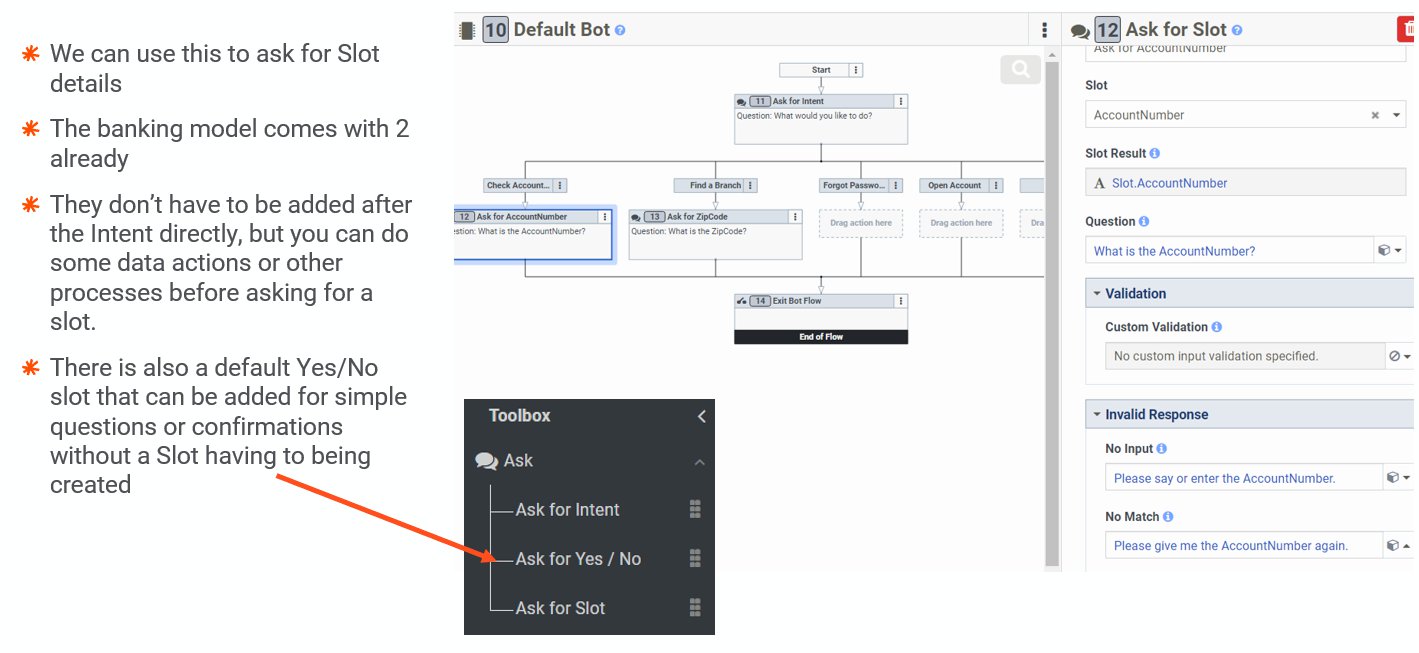 We can use this to ask for Slot
details
The banking model comes with 2
already
They don't have to be added after
the Intent directly, but you can do
some data actions or other
processes before asking for a
slot.
There is also a default Yes/No
slot that can be added for simple
questions or confirmations
without a Slot having to being
created
10 Default Bot
Start
11 Ask for Intent
Question: What would you like to do?
Check Account...
Find a Branch
Forgot Passwo...
Open Account
12 Ask for AccountNumber
estion: What is the AccountNumber?
13 Ask for ZipCode
Question: What is the ZipCode?
Drag action here
Drag action here
Dra
14 Exit Bot Flow
End of Flow
Toolbox
Ask
Ask for Intent
Ask for Yes / No
Ask for Slot
12 Ask for Slot
Ask for AccountNumber
Slot
AccountNumber
Slot Result
A Slot.AccountNumber
Question
What is the AccountNumber?
Validation
Custom Validation
No custom input validation specified.
Invalid Response
No Input
Please say or enter the AccountNumber.
No Match
Please give me the AccountNumber again.